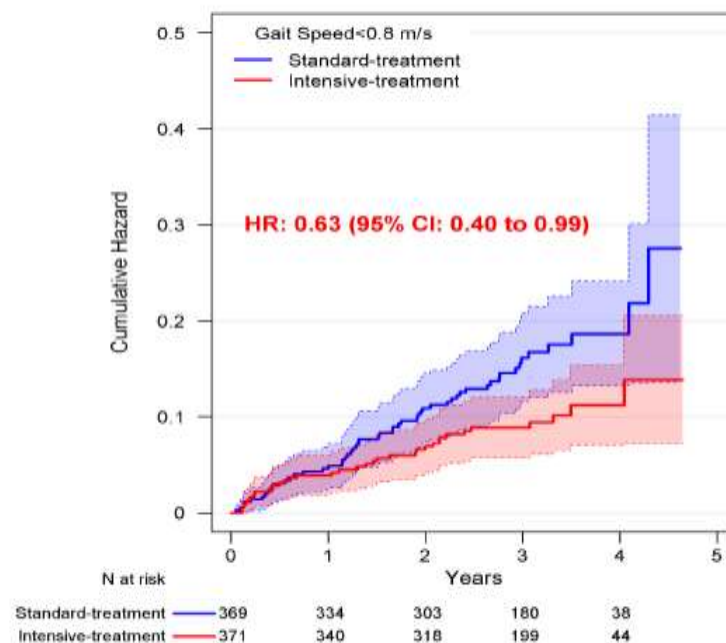 Gait Speed<0.8 m/s
Standard-treatment
Intensive-treatment
HR: 0.63 (95% CI: 0.40 to 0.99)
Cumulative Hazard
0.5
0.4
0.3
0.2
0.1
0
0 1 2 3 4 5
Years
N at risk
Standard-treatment 369 334 303 180 38
Intensive-treatment 371 340 318 199 44